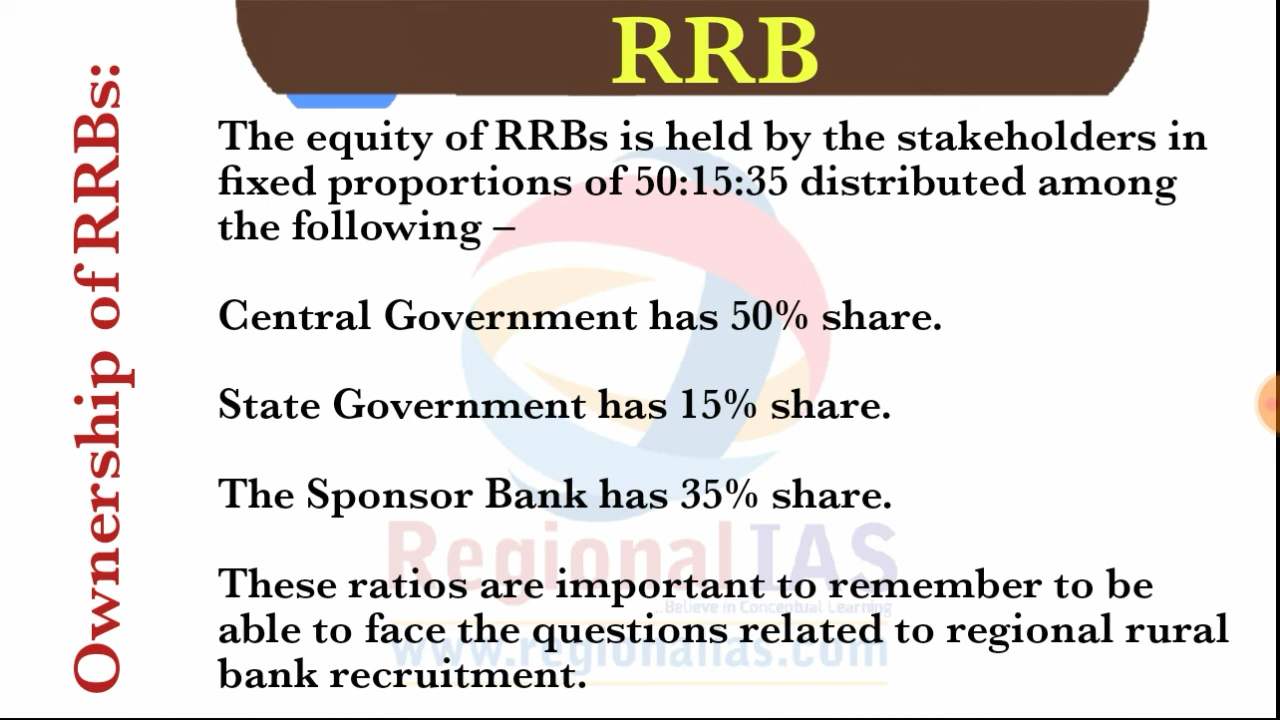 RRB
Ownership of RRBs:
The equity of RRBs is held by the stakeholders in
fixed proportions of 50:15:35 distributed among
the following –
Central Government has 50% share.
State Government has 15% share.
The Sponsor Bank has 35% share.
These ratios are important to remember to be
able to face the questions related to regional rural
bank recruitment.
Regional IAS
...Believe in Conceptual Learning
www.regionalias.com